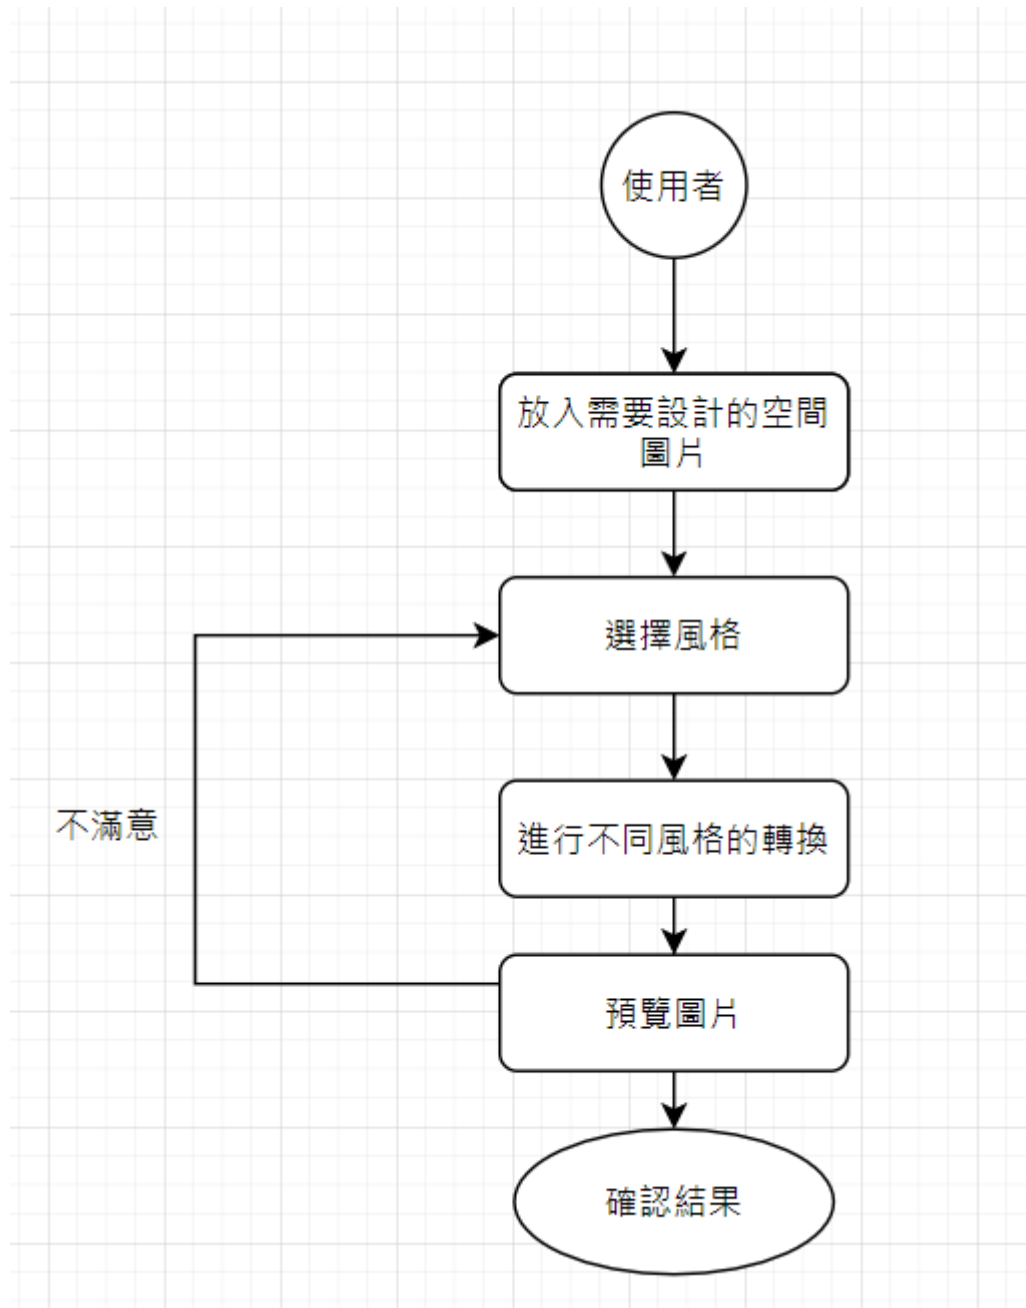 使用者
放入需要設計的空間
圖片
選擇風格
不滿意
進行不同風格的轉換
預覽圖片
確認結果